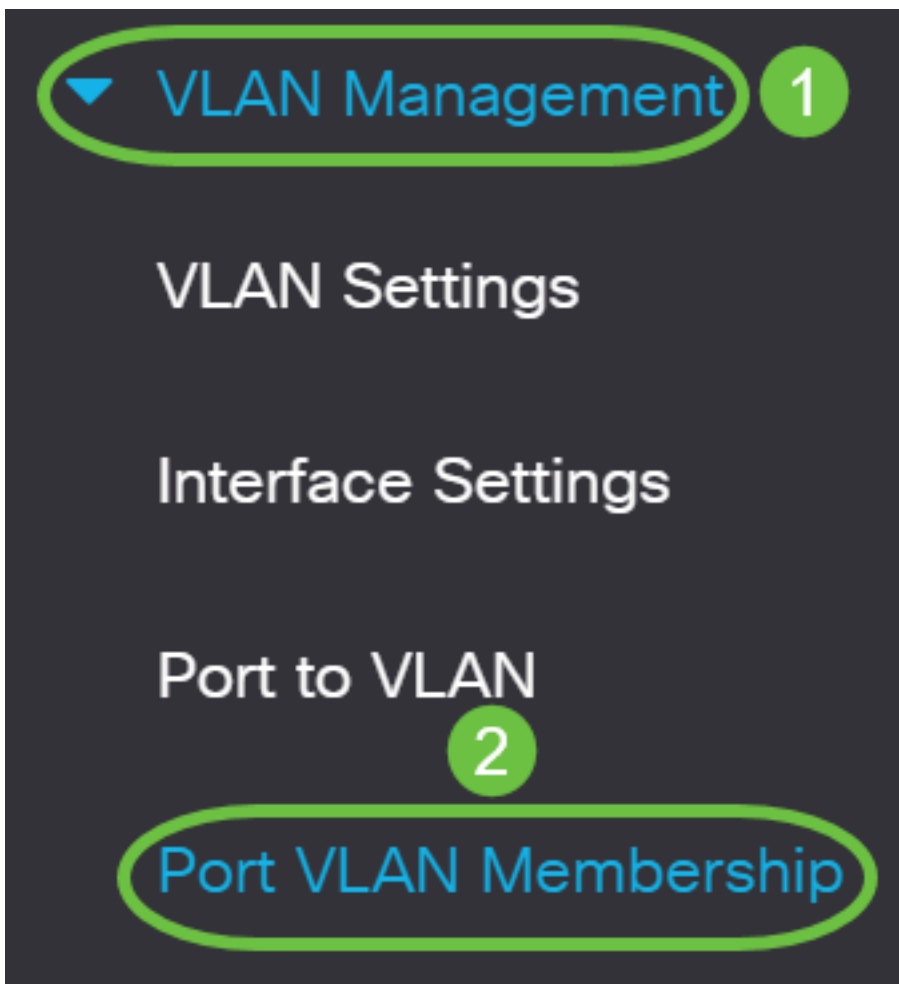 VLAN Management 1
VLAN Settings
Interface Settings
Port to VLAN
2
Port VLAN Membership